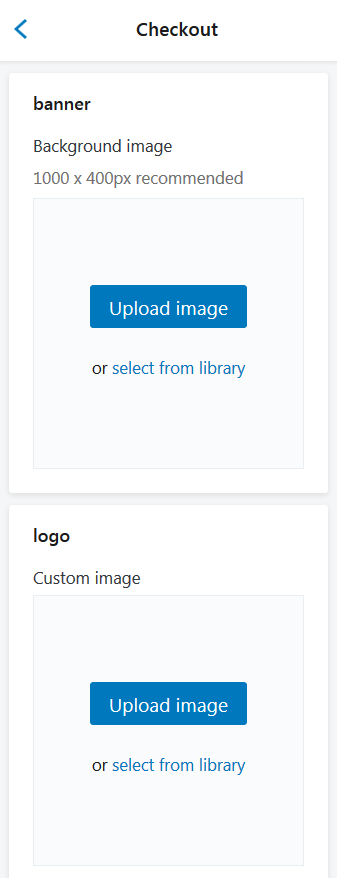 Checkout
banner
Background image
1000 x 400px recommended
Upload image
or select from library
logo
Custom image
Upload image
or select from library